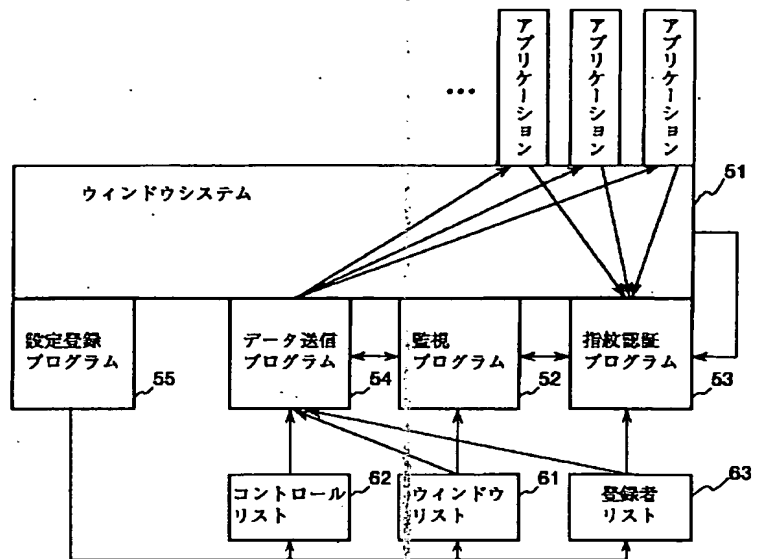 ...
アプリケーション
アプリケーション
アプリケーション
ウィンドウシステム
51
設定登録
プログラム
55
データ送信
プログラム
54
監視
プログラム
52
指紋認証
プログラム
53
コントロール
リスト
62
ウィンドウ
リスト
61
登録者
リスト
63